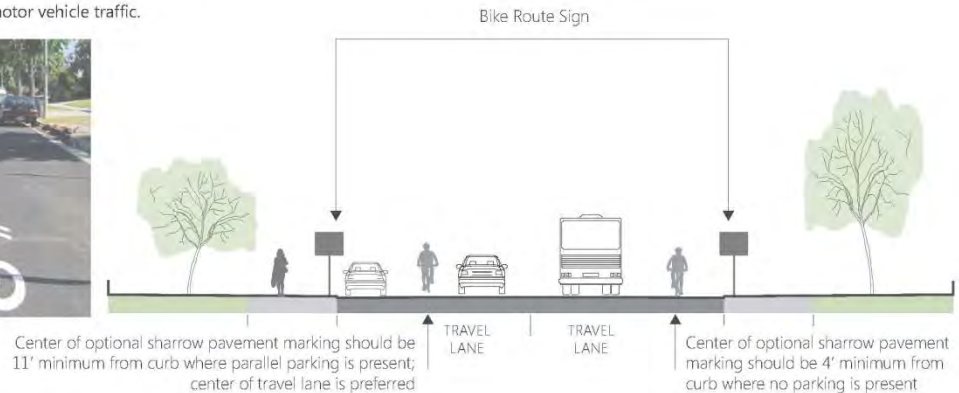 motor vehicle traffic.
Bike Route Sign
TRAVEL
LANE
TRAVEL
LANE
Center of optional sharrow pavement marking should be
11' minimum from curb where parallel parking is present;
center of travel lane is preferred
Center of optional sharrow pavement
marking should be 4' minimum from
curb where no parking is present